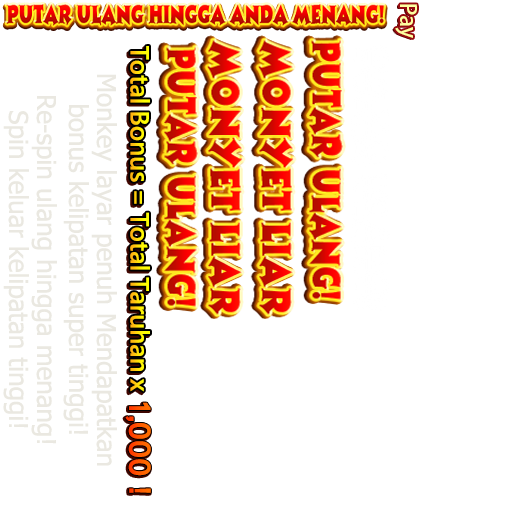 PUTAR ULANG HINGGA ANDA MENANG!
Pay
PUTAR ULANG!
MONYET LIAR
MONYET LIAR
PUTAR ULANG!
Total Bonus = Total Taruhan x 1,000 !
Monkey layar penuh Mendapatkan
bonus kelipatan super tinggi!
Re-spin ulang hingga menang!
Spin keluar kelipatan tinggi!